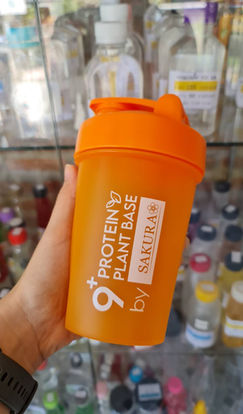 9+ PROTEIN
PLANT BASE
by SAKURA